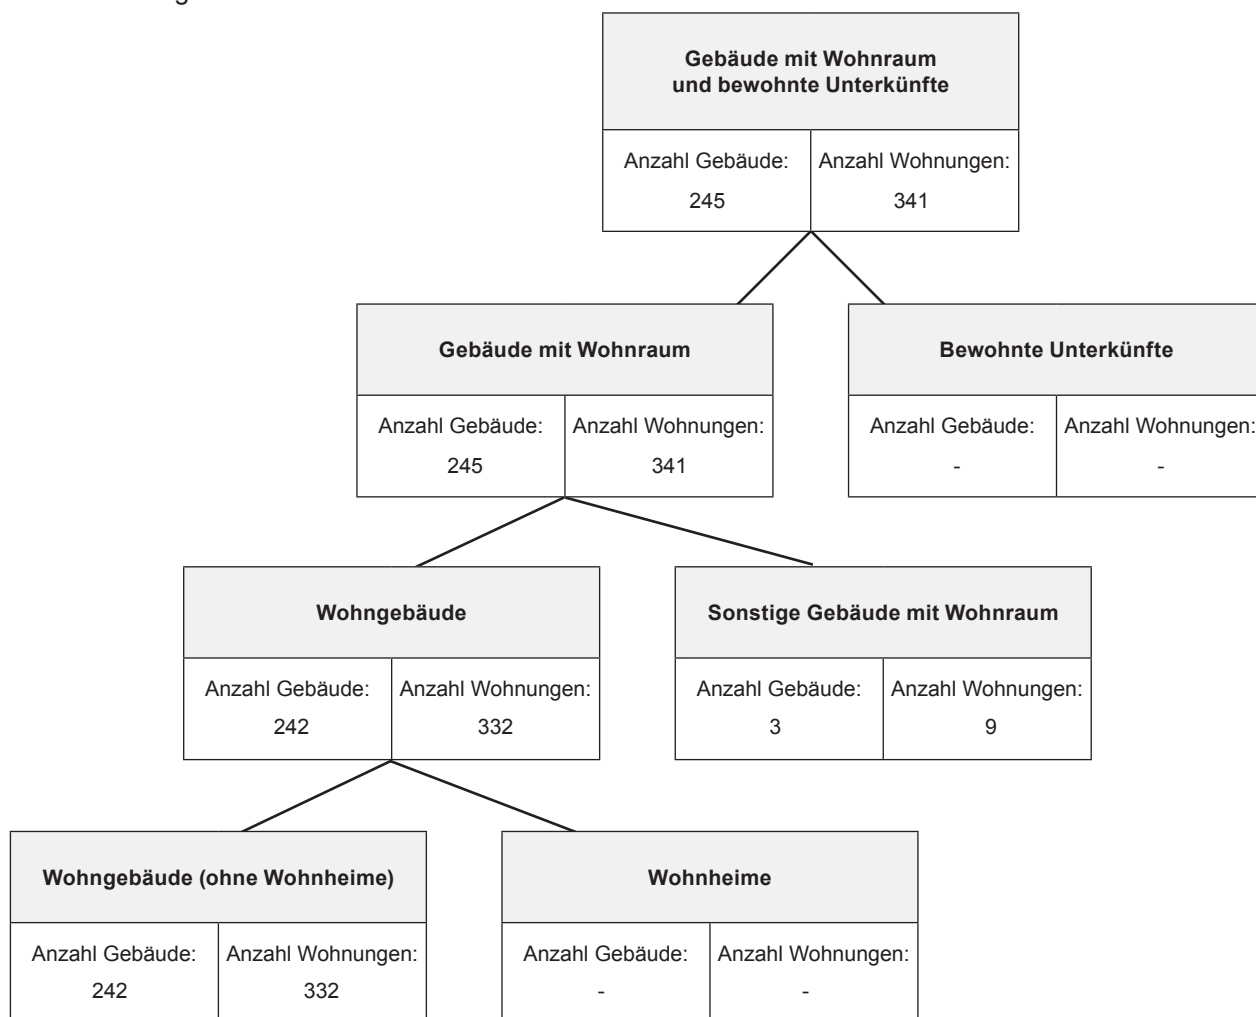 Gebäude mit Wohnraum
und bewohnte Unterkünfte
Anzahl Gebäude: Anzahl Wohnungen:
245 341
Gebäude mit Wohnraum
Bewohnte Unterkünfte
Anzahl Gebäude: Anzahl Wohnungen:
245 341
Anzahl Gebäude: Anzahl Wohnungen:
- -
Wohngebäude
Sonstige Gebäude mit Wohnraum
Anzahl Gebäude: Anzahl Wohnungen:
242 332
Anzahl Gebäude: Anzahl Wohnungen:
3 9
Wohngebäude (ohne Wohnheime)
Wohnheime
Anzahl Gebäude: Anzahl Wohnungen:
242 332
Anzahl Gebäude: Anzahl Wohnungen:
- -